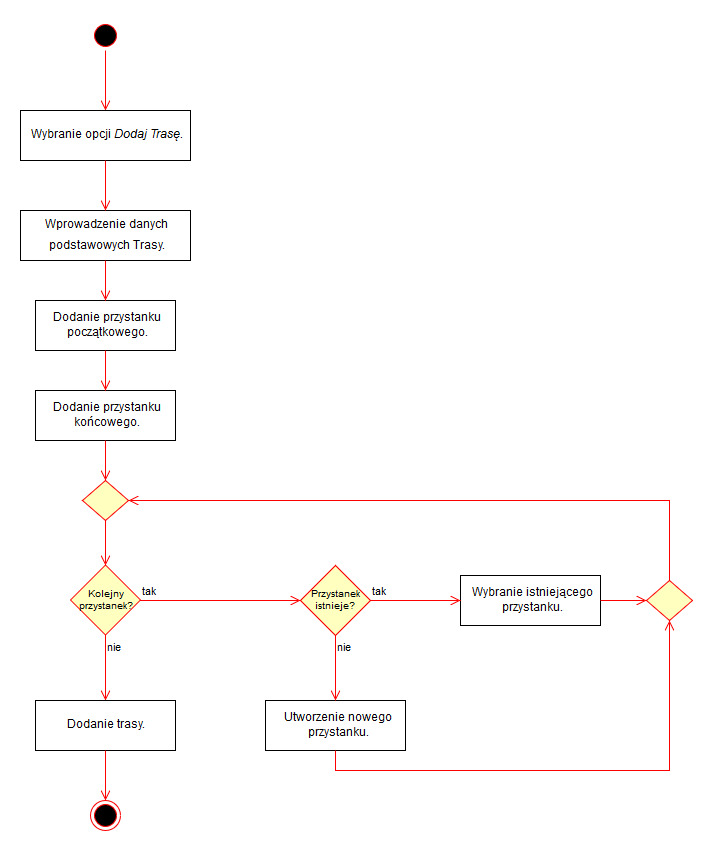 Wybranie opcji Dodaj Trasę.
Wprowadzenie danych
podstawowych Trasy.
Dodanie przystanku
początkowego.
Dodanie przystanku
końcowego.
Kolejny
przystanek?
tak
Przystanek
istnieje?
tak
Wybranie istniejącego
przystanku.
nie
nie
Dodanie trasy.
Utworzenie nowego
przystanku.